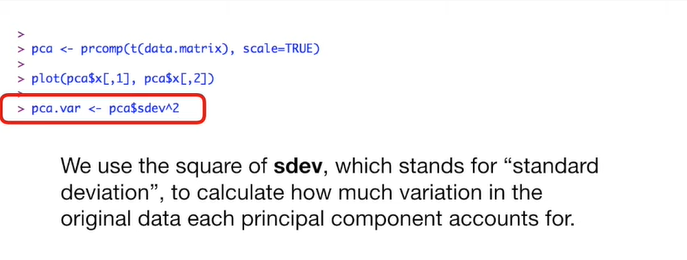 >
> pca <- prcomp(t(data.matrix), scale=TRUE)
>
> plot(pca$x[,1], pca$x[,2])
>
> pca.var <- pca$sdev^2
We use the square of sdev, which stands for “standard
deviation”, to calculate how much variation in the
original data each principal component accounts for.